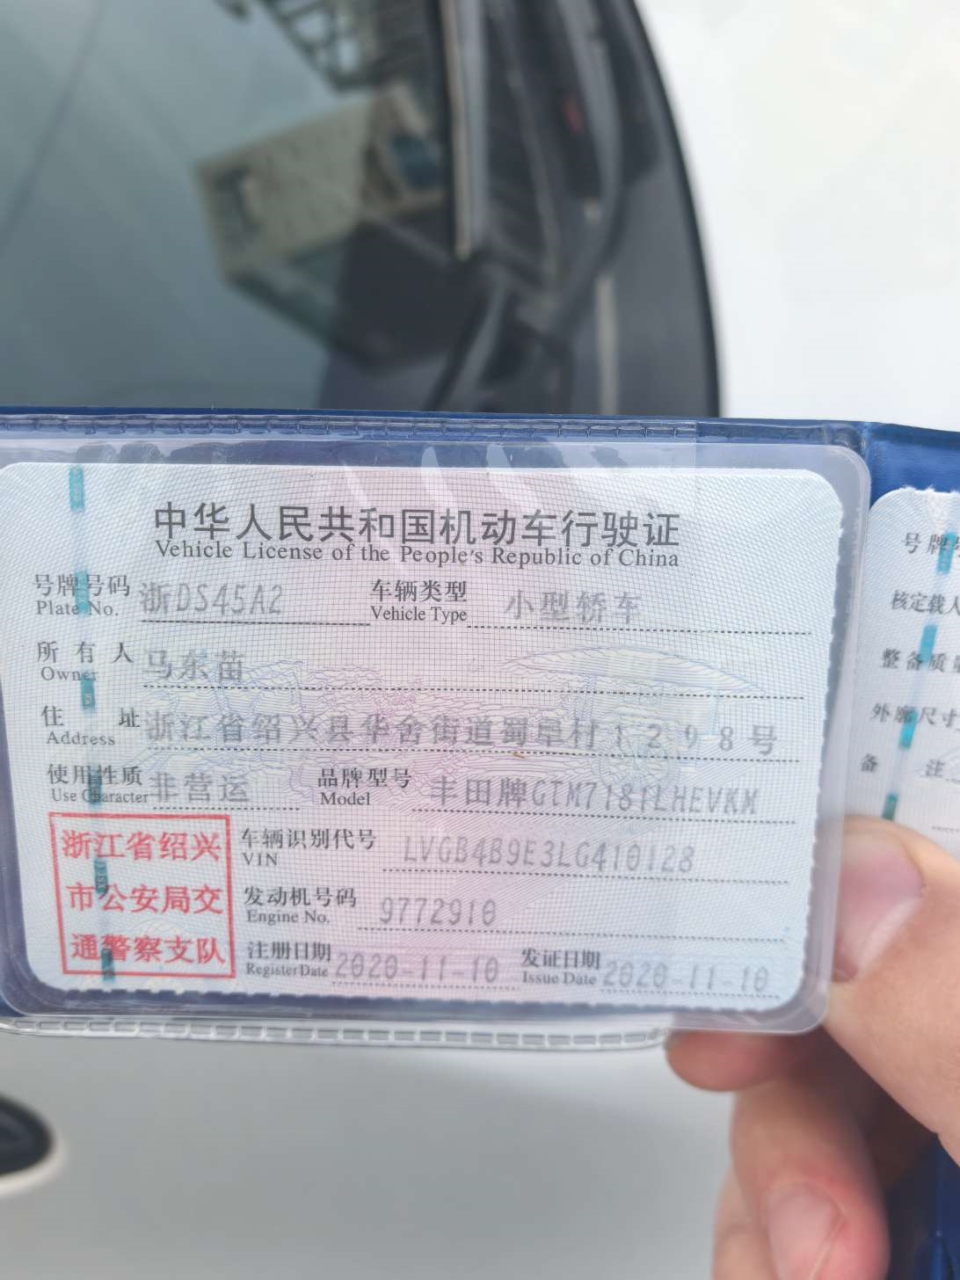 中华人民共和国机动车行驶证
Vehicle License of the People's Republic of China
号牌号码 浙DS45A2 车辆类型 小型轿车
Plate No. Vehicle Type
所有人 马东苗
Owner
住址 浙江省绍兴县华舍街道蜀阜村1298号
Address
使用性质 非营运 品牌型号 丰田牌GTM7181LHEVKM
Use Character Model
车辆识别代号 LVGB4B9E3LG410128
VIN
发动机号码 9772910
Engine No.
注册日期 2020-11-10 发证日期 2020-11-10
Register Date Issue Date
浙江省绍兴
市公安局交
通警察支队
号牌号
核定载人
整备质量
外廓尺寸
备注